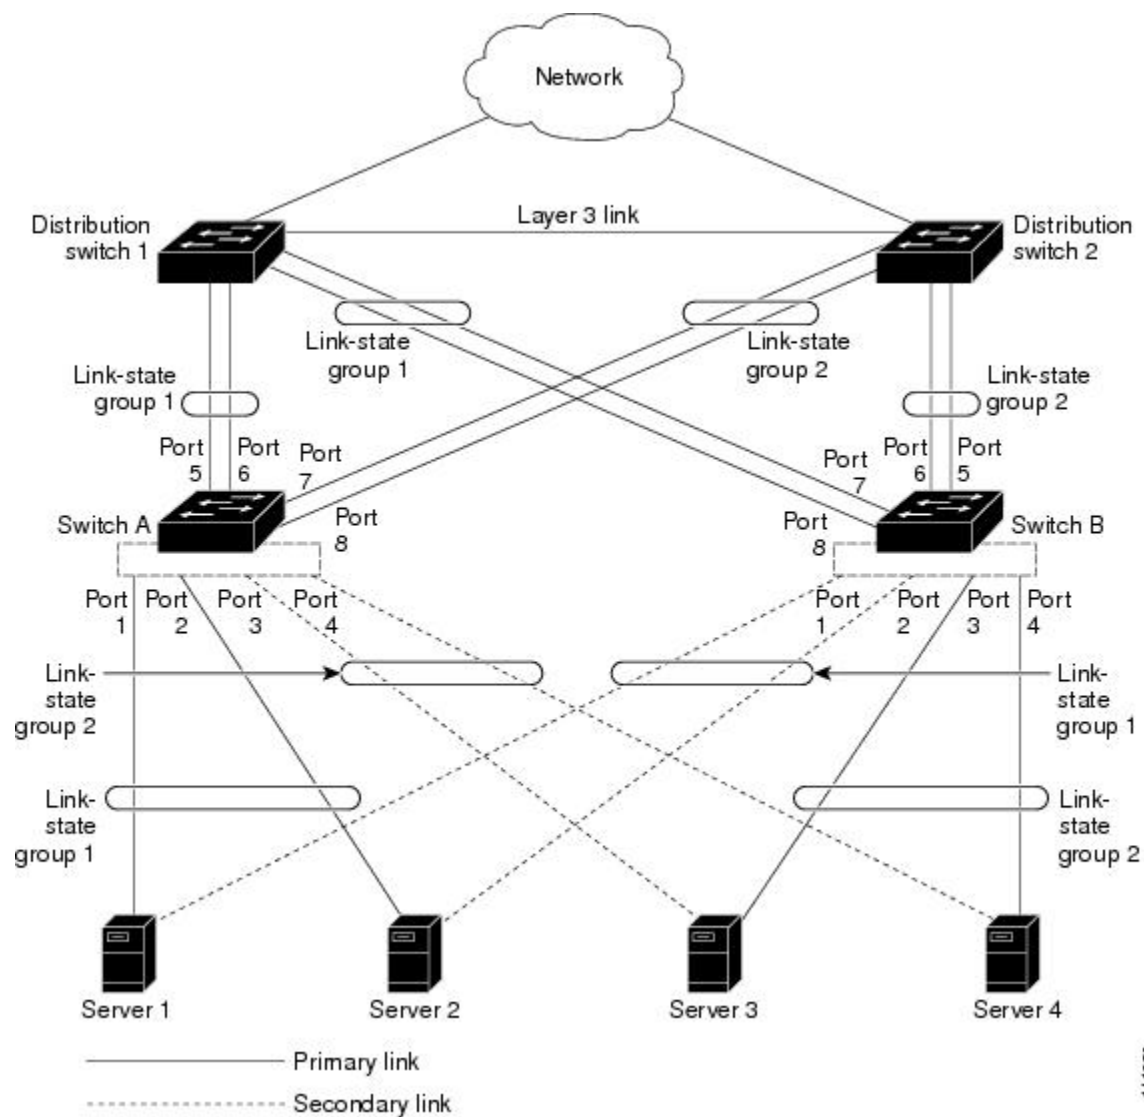 Network
Layer 3 link
Distribution
switch 1
Distribution
switch 2
Link-state
group 1
Link-state
group 2
Link-state
group 1
Link-state
group 2
Port
5
Port
6
Port
7
Port
8
Port
7
Port
6
Port
5
Port
8
Switch A
Switch B
Port
1
Port
2
Port
3
Port
4
Port
1
Port
2
Port
3
Port
4
Link-
state
group 2
Link-
state
group 1
Link-
state
group 1
Link-
state
group 2
Server 1
Server 2
Server 3
Server 4
Primary link
Secondary link